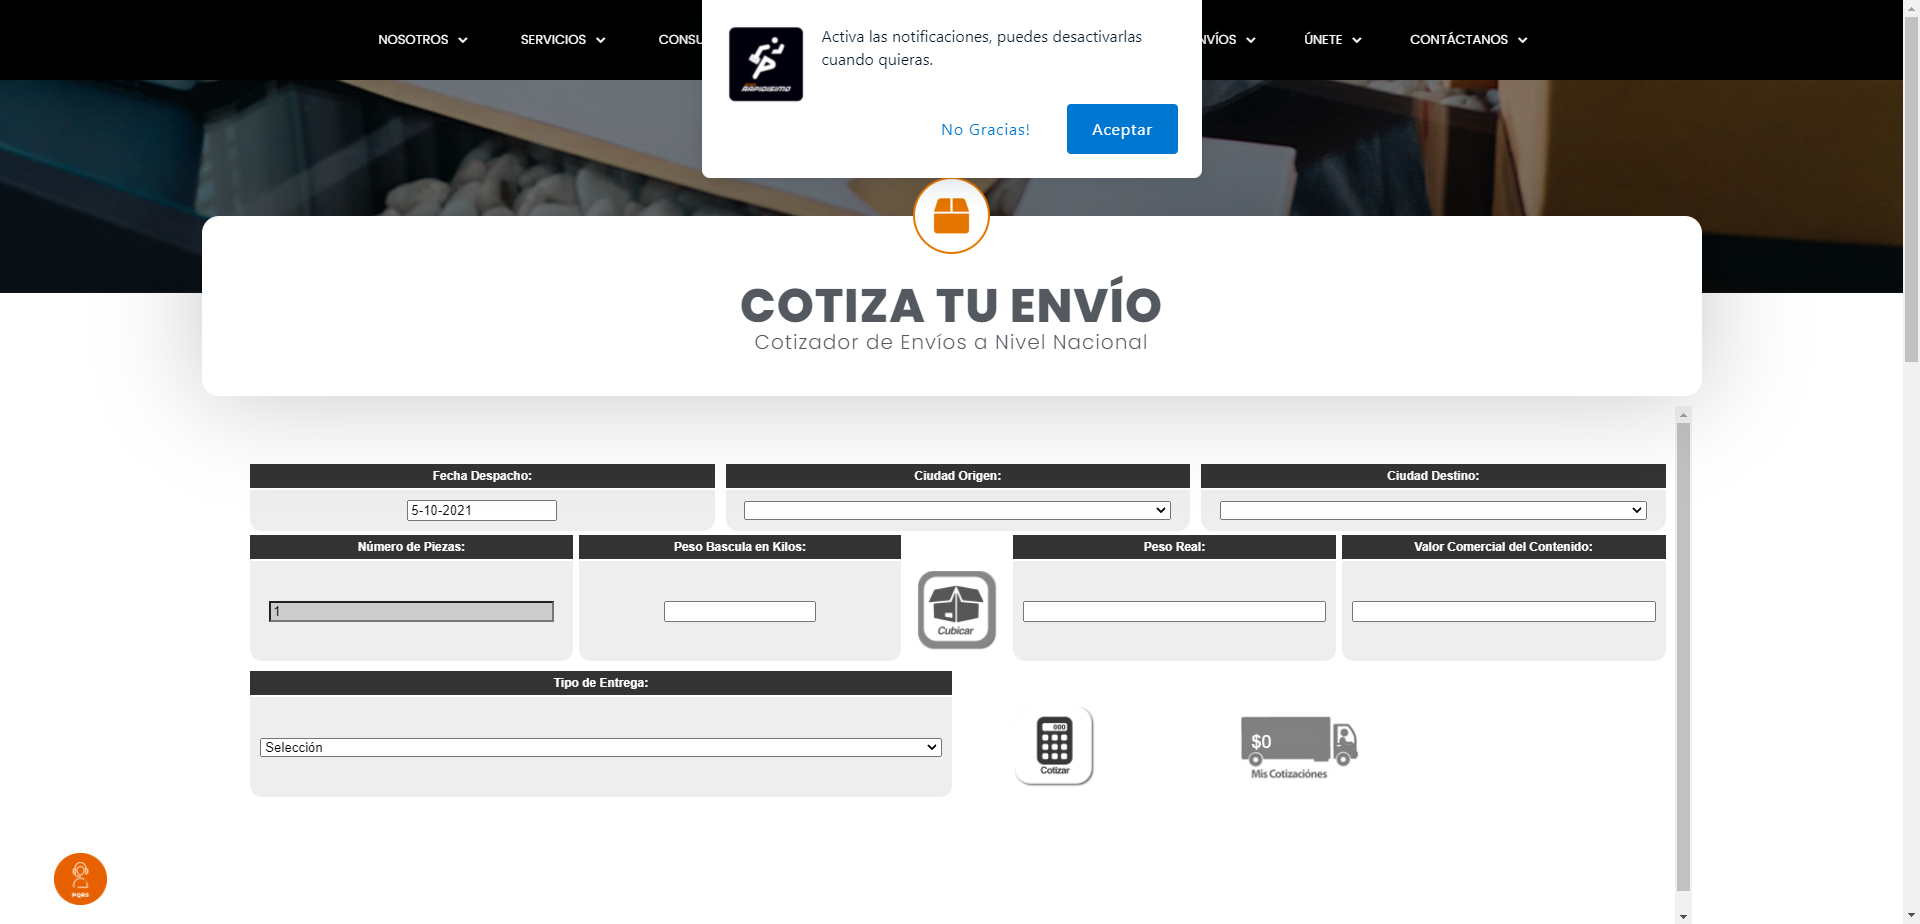 NOSOTROS
SERVICIOS
CONSU
NVÍOS
ÚNETE
CONTÁCTANOS
RAPIDISIMO
Activa las notificaciones, puedes desactivarlas
cuando quieras.
No Gracias!
Aceptar
COTIZA TU ENVÍO
Cotizador de Envíos a Nivel Nacional
Fecha Despacho:
Ciudad Origen:
Ciudad Destino:
5-10-2021
Número de Piezas:
Peso Bascula en Kilos:
Peso Real:
Valor Comercial del Contenido:
1
Cubicar
Tipo de Entrega:
Selección
000
Cotizar
$0
Mis Cotizaciónes
PQRS